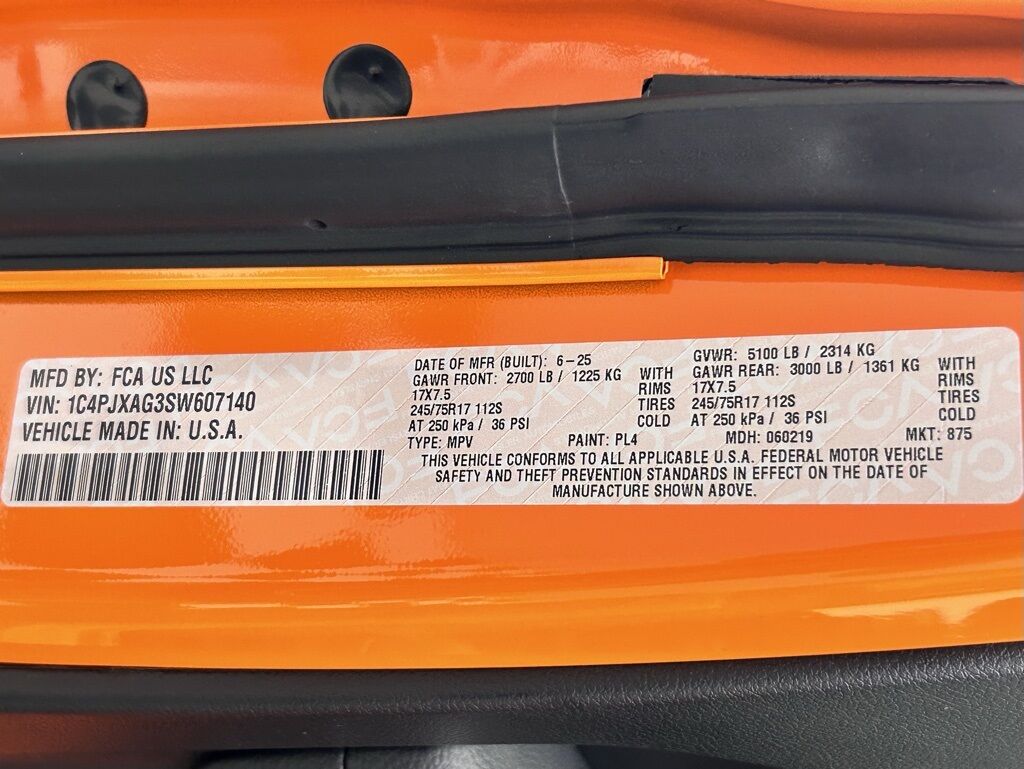 MFD BY: FCA US LLC
VIN: 1C4PJXAG3SW607140
VEHICLE MADE IN: U.S.A.
DATE OF MFR (BUILT): 6-25
GAWR FRONT: 2700 LB / 1225 KG WITH
17X7.5 RIMS
245/75R17 112S TIRES
AT 250 kPa / 36 PSI COLD
GVWR: 5100 LB / 2314 KG
GAWR REAR: 3000 LB / 1361 KG WITH
17X7.5 RIMS
245/75R17 112S TIRES
AT 250 kPa / 36 PSI COLD
TYPE: MPV PAINT: PL4 MDH: 060219 MKT: 875
THIS VEHICLE CONFORMS TO ALL APPLICABLE U.S.A. FEDERAL MOTOR VEHICLE
SAFETY AND THEFT PREVENTION STANDARDS IN EFFECT ON THE DATE OF
MANUFACTURE SHOWN ABOVE.